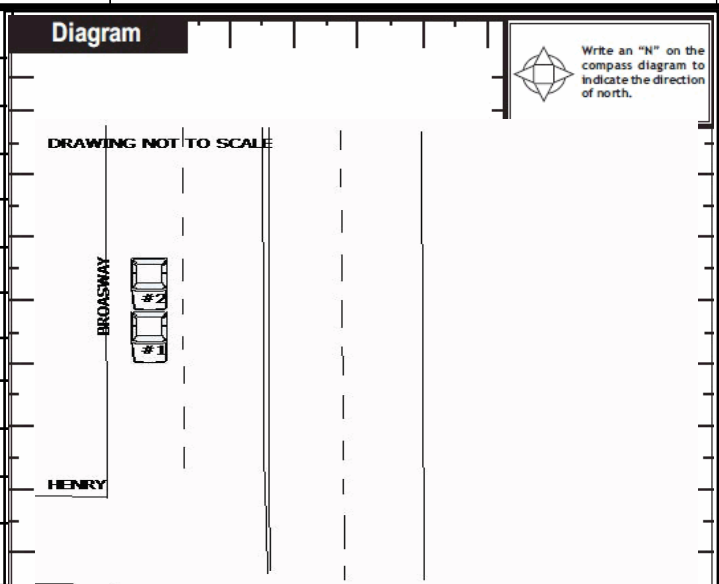 Diagram
Write an “N” on the
compass diagram to
indicate the direction
of north.
DRAWING NOT TO SCALE
BROASWAY
#2
#1
HENRY